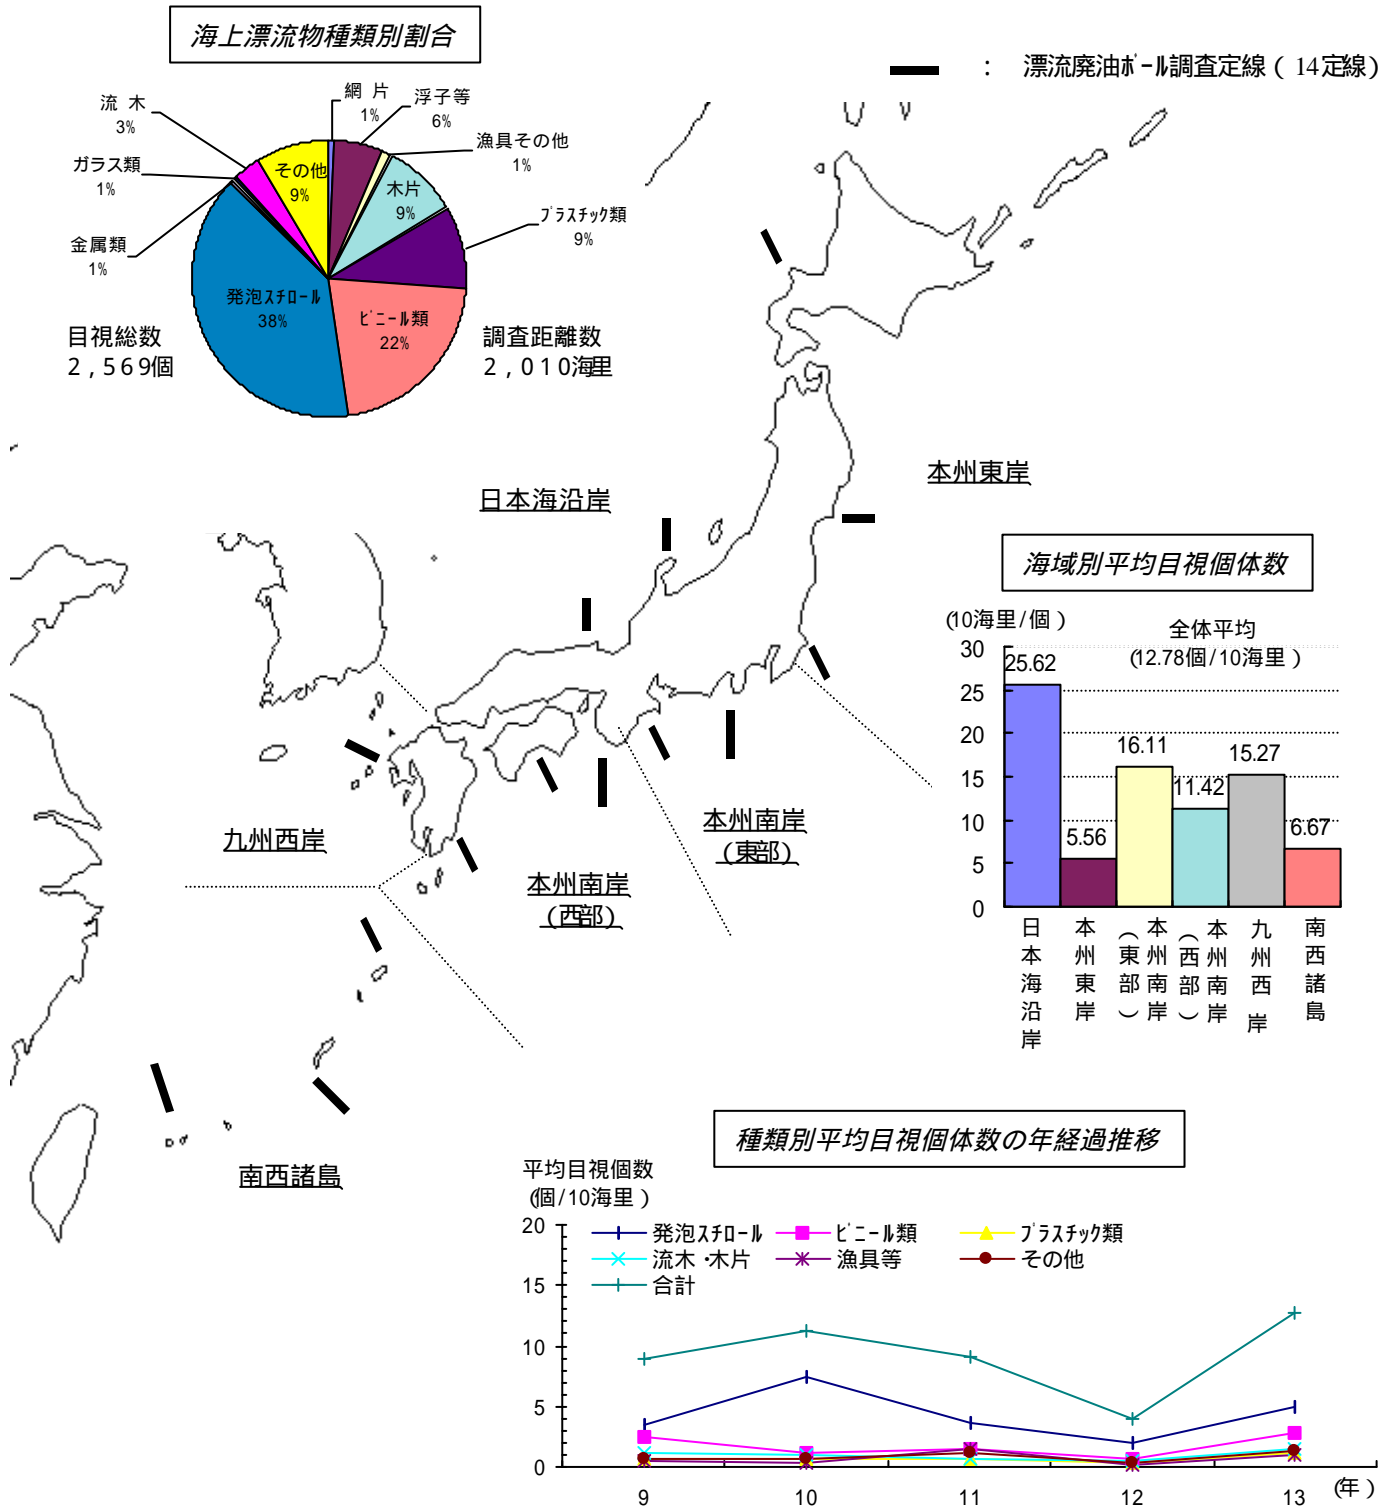 海上漂流物種類別割合
： 漂流廃油ﾎﾞｰﾙ調査定線 ( 14定線)
流 木
3%
網 片
1%
浮子等
6%
漁具その他
1%
ガラス類
1%
その他
9%
木片
9%
ﾌﾟﾗｽﾁｯｸ類
9%
金属類
1%
発泡ｽﾁﾛｰﾙ
38%
ﾋﾞﾆｰﾙ類
22%
目視総数
2,569個
調査距離数
2,010海里
本州東岸
日本海沿岸
九州西岸
本州南岸
(西部)
本州南岸
(東部)
南西諸島
海域別平均目視個体数
(10海里/個)
全体平均
(12.78個/10海里)
30
25
20
15
10
5
0
25.62
5.56
16.11
11.42
15.27
6.67
日本海沿岸
本州東岸
本州南岸
(東部)
本州南岸
(西部)
九州西岸
南西諸島
種類別平均目視個体数の年経過推移
平均目視個数
(個/10海里)
発泡ｽﾁﾛｰﾙ ﾋﾞﾆｰﾙ類 ﾌﾟﾗｽﾁｯｸ類
流木・木片 漁具等 その他
合計
20
15
10
5
0
9 10 11 12 13 (年)